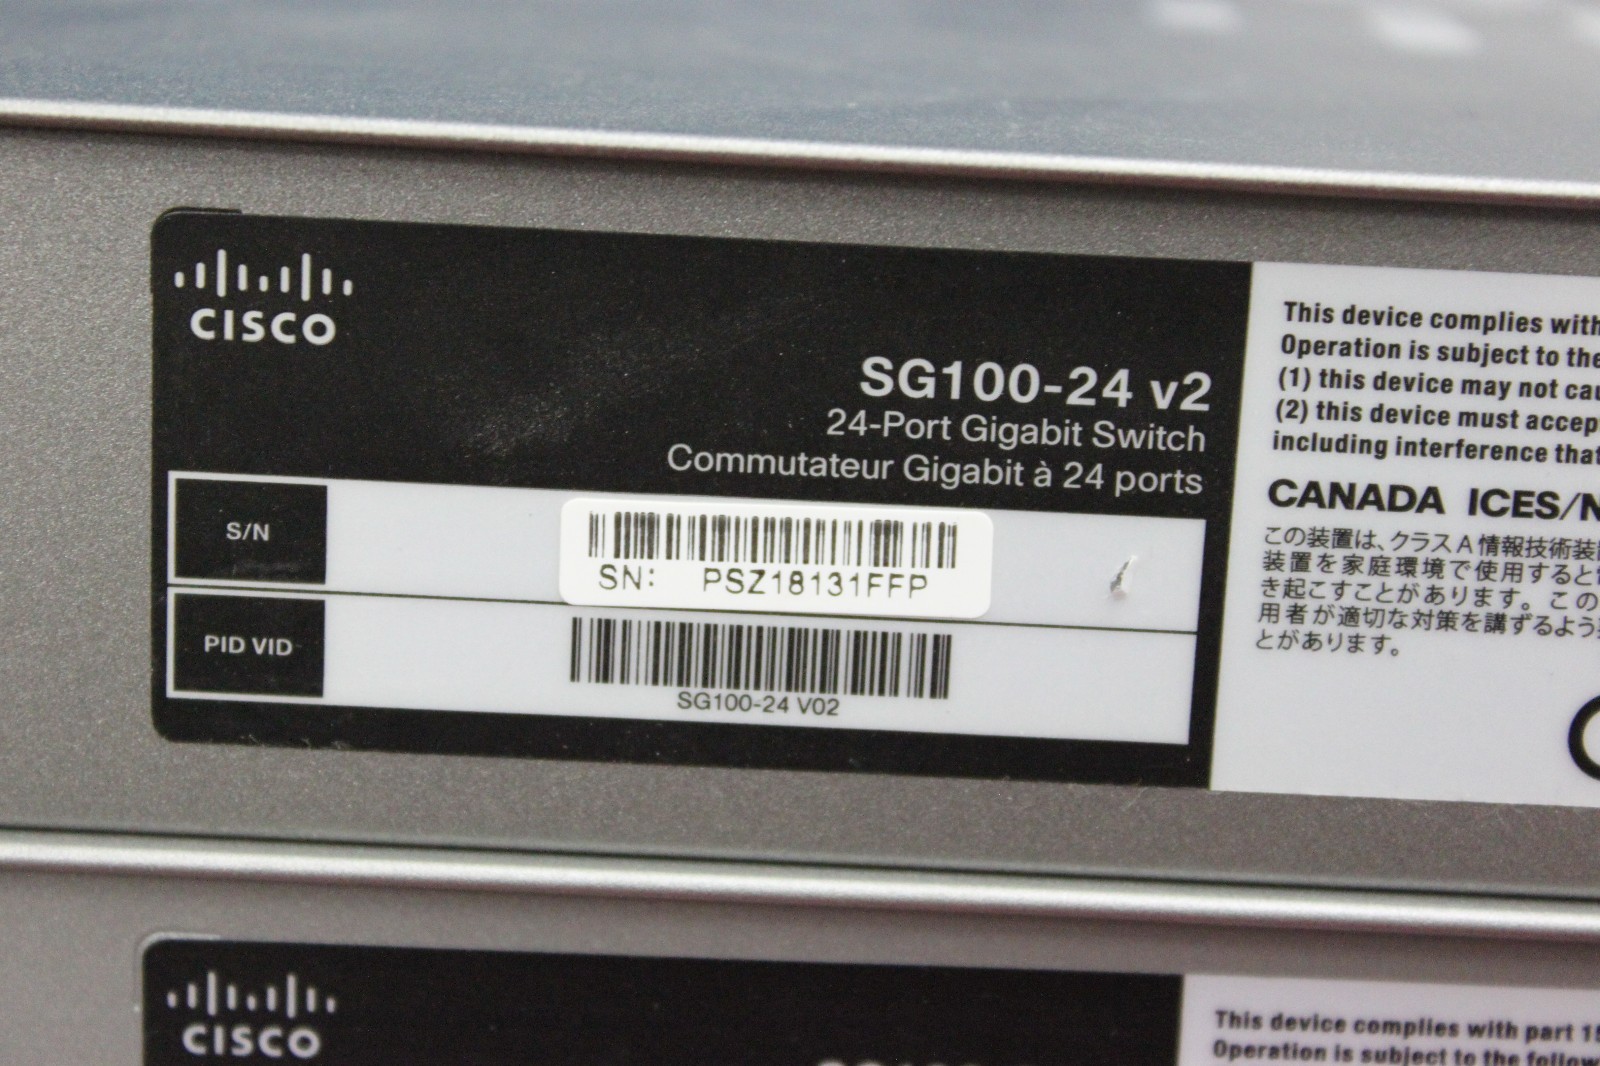 CISCO
SG100-24 v2
24-Port Gigabit Switch
Commutateur Gigabit à 24 ports
S/N
SN: PSZ18131FFP
PID VID
SG100-24 V02
This device complies with
Operation is subject to the
(1) this device may not
(2) this device must accep
including interference that
CANADA ICES/N
この装置は、クラスA情報技術装
装置を家庭環境で使用すると
き起こすことがあります。この
用者が適切な対策を講ずるよう
とがあります。
CISCO
This device complies with part 15
Operation is subject to the follow